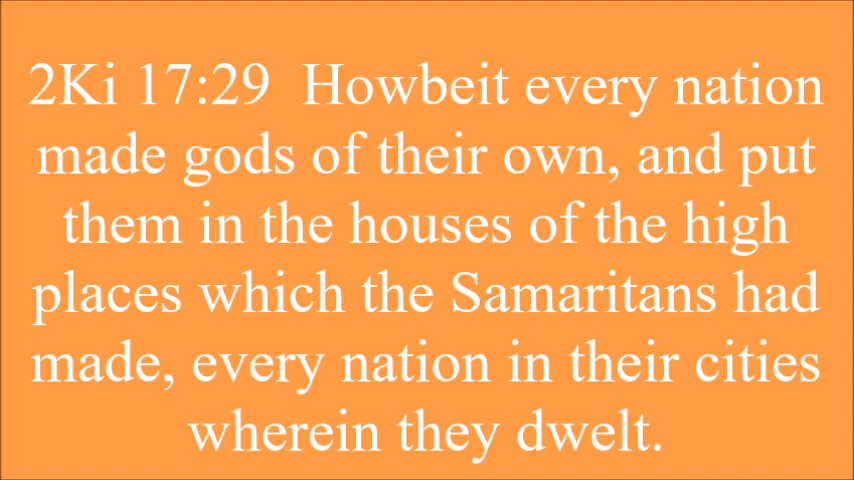 2Ki 17:29  Howbeit every nation
made gods of their own, and put
them in the houses of the high
places which the Samaritans had
made, every nation in their cities
wherein they dwelt.